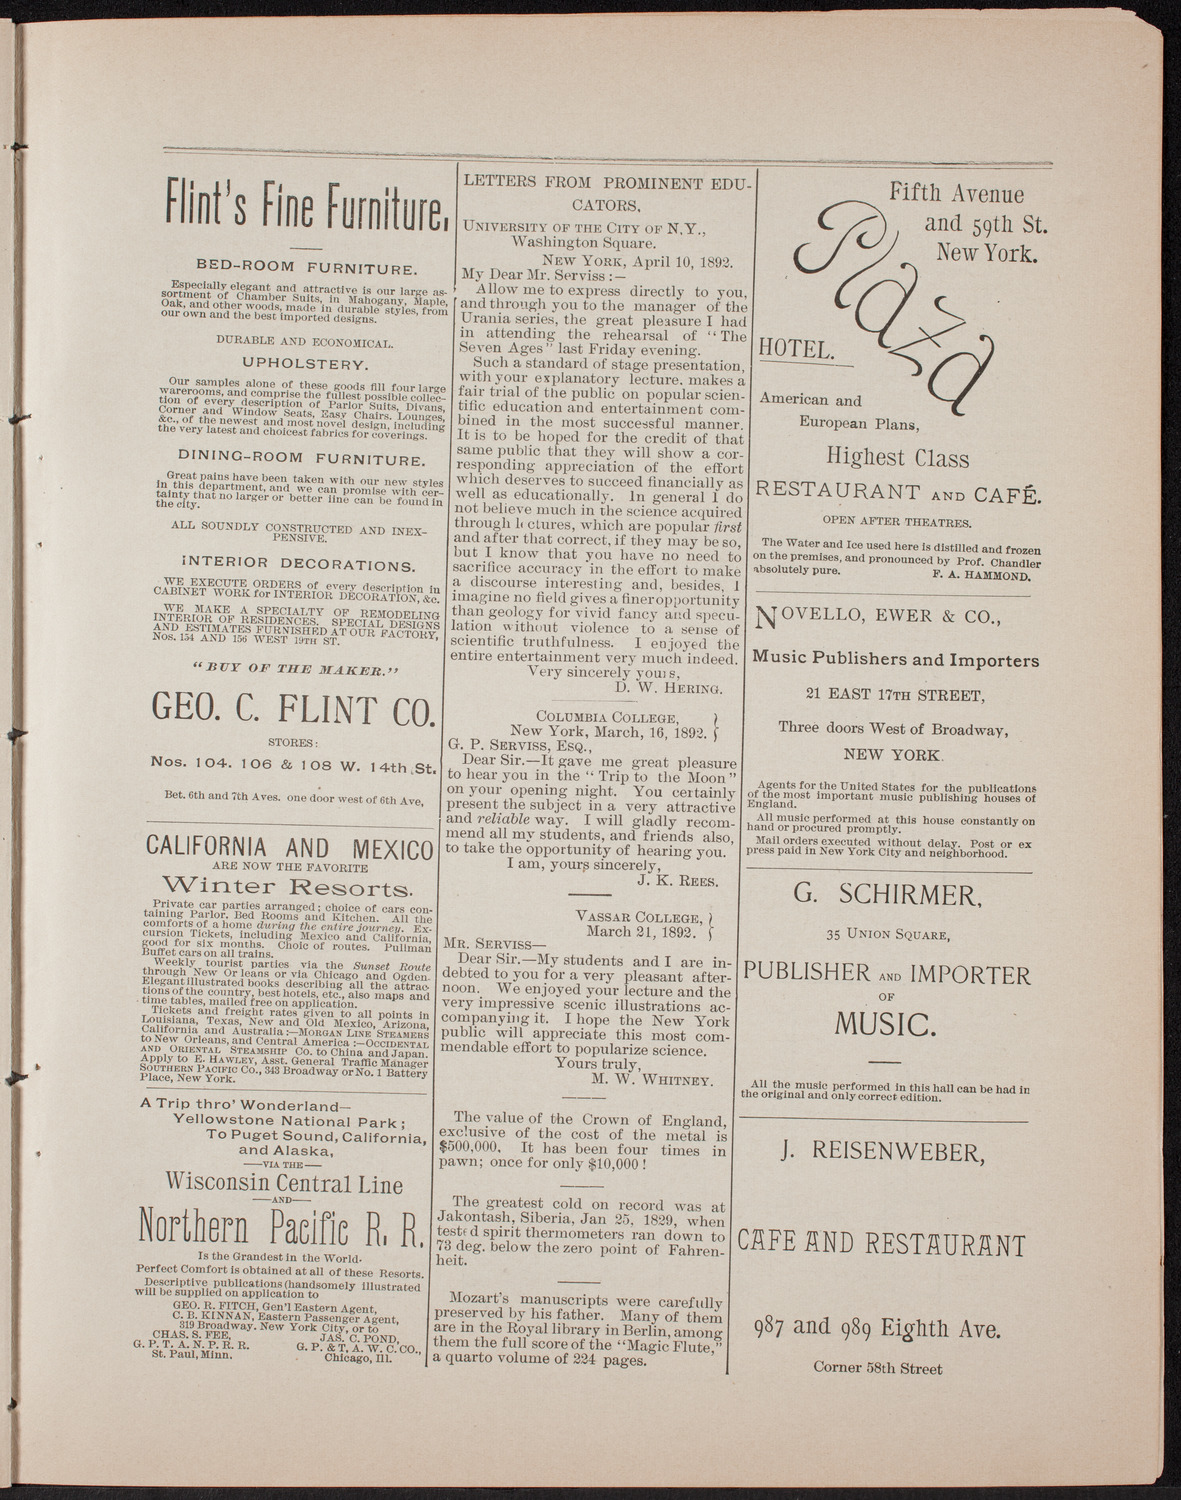 Flint's Fine Furniture,
BED-ROOM FURNITURE.
Especially elegant and attractive is our large as-
sortment of Chamber Suits, in Mahogany, Maple,
Oak, and other woods, made in durable styles, from
our own and the best imported designs.
DURABLE AND ECONOMICAL.
UPHOLSTERY.
Our samples alone of these goods fill four large
warerooms, and comprise the fullest possible collec-
tion of every description of Parlor Suits, Divans,
Corner and Window Seats, Easy Chairs. Lounges,
&c., of the newest and most novel design, including
the very latest and choicest fabrics for coverings.
DINING-ROOM FURNITURE.
Great pains have been taken with our new styles
in this department, and we can promise with cer-
tainty that no larger or better line can be found in
the city.
ALL SOUNDLY CONSTRUCTED AND INEX-
PENSIVE.
INTERIOR DECORATIONS.
WE EXECUTE ORDERS of every description in
CABINET WORK for INTERIOR DECORATION, &c.
WE MAKE A SPECIALTY OF REMODELING
INTERIOR OF RESIDENCES. SPECIAL DESIGNS
AND ESTIMATES FURNISHED AT OUR FACTORY,
Nos. 154 AND 156 WEST 19TH ST.
"BUY OF THE MAKER."
GEO. C. FLINT CO.
STORES:
Nos. 104. 106 & 108 W. 14th St.
Bet. 6th and 7th Aves. one door west of 6th Ave,
CALIFORNIA AND MEXICO
ARE NOW THE FAVORITE
Winter Resorts.
Private car parties arranged; choice of cars con-
taining Parlor, Bed Rooms and Kitchen. All the
comforts of a home during the entire journey. Ex-
cursion Tickets, including Mexico and California,
good for six months. Choic of routes. Pullman
Buffet cars on all trains.
Weekly tourist parties via the Sunset Route
through New Or leans or via Chicago and Ogden.
Elegant illustrated books describing all the attrac-
tions of the country, best hotels, etc., also maps and
time tables, mailed free on application.
Tickets and freight rates given to all points in
Louisiana, Texas, New and Old Mexico, Arizona,
California and Australia:—MORGAN LINE STEAMERS
to New Orleans, and Central America:—OCCIDENTAL
AND ORIENTAL STEAMSHIP Co. to China and Japan.
Apply to E. HAWLEY, Asst. General Traffic Manager
SOUTHERN PACIFIC Co., 343 Broadway or No. 1 Battery
Place, New York.
A Trip thro' Wonderland—
Yellowstone National Park;
To Puget Sound, California,
and Alaska,
—VIA THE—
Wisconsin Central Line
—AND—
Northern Pacific R. R.
Is the Grandest in the World.
Perfect Comfort is obtained at all of these Resorts.
Descriptive publications (handsomely illustrated
will be supplied on application to
GEO. R. FITCH, Gen'l Eastern Agent,
C. B. KINNAN, Eastern Passenger Agent,
319 Broadway. New York City, or to
CHAS. S. FEE, JAS. C. POND,
G. P. T. A. N. P. R. R. G. P. & T. A. W. C. CO.,
St. Paul, Minn. Chicago, Ill.
LETTERS FROM PROMINENT EDU-
CATORS,
UNIVERSITY OF THE CITY OF N.Y.,
Washington Square.
NEW YORK, April 10, 1892.
My Dear Mr. Serviss:—
Allow me to express directly to you,
and through you to the manager of the
Urania series, the great pleasure I had
in attending the rehearsal of "The
Seven Ages" last Friday evening.
Such a standard of stage presentation,
with your explanatory lecture, makes a
fair trial of the public on popular scien-
tific education and entertainment com-
bined in the most successful manner.
It is to be hoped for the credit of that
same public that they will show a cor-
responding appreciation of the effort
which deserves to succeed financially as
well as educationally. In general I do
not believe much in the science acquired
through lectures, which are popular first
and after that correct, if they may be so,
but I know that you have no need to
sacrifice accuracy in the effort to make
a discourse interesting and, besides, I
imagine no field gives a finer opportunity
than geology for vivid fancy and specu-
lation without violence to a sense of
scientific truthfulness. I enjoyed the
entire entertainment very much indeed.
Very sincerely yours,
D. W. HERING.
COLUMBIA COLLEGE,
New York, March, 16, 1892.
G. P. SERVISS, ESQ.,
Dear Sir.—It gave me great pleasure
to hear you in the "Trip to the Moon"
on your opening night. You certainly
present the subject in a very attractive
and reliable way. I will gladly recom-
mend all my students, and friends also,
to take the opportunity of hearing you.
I am, yours sincerely,
J. K. REES.
VASSAR COLLEGE,
March 21, 1892.
MR. SERVISS—
Dear Sir.—My students and I are in-
debted to you for a very pleasant after-
noon. We enjoyed your lecture and the
very impressive scenic illustrations ac-
companying it. I hope the New York
public will appreciate this most com-
mendable effort to popularize science.
Yours truly,
M. W. WHITNEY.
The value of the Crown of England,
exclusive of the cost of the metal is
$500,000. It has been four times in
pawn; once for only $10,000!
The greatest cold on record was at
Jakontash, Siberia, Jan 25, 1829, when
tested spirit thermometers ran down to
73 deg. below the zero point of Fahren-
heit.
Mozart's manuscripts were carefully
preserved by his father. Many of them
are in the Royal library in Berlin, among
them the full score of the "Magic Flute,"
a quarto volume of 224 pages.
Fifth Avenue
and 59th St.
New York.
Plaza
HOTEL.
American and
European Plans,
Highest Class
RESTAURANT AND CAFÉ.
OPEN AFTER THEATRES.
The Water and Ice used here is distilled and frozen
on the premises, and pronounced by Prof. Chandler
absolutely pure. F. A. HAMMOND.
NOVELLO, EWER & CO.,
Music Publishers and Importers
21 EAST 17TH STREET,
Three doors West of Broadway,
NEW YORK.
Agents for the United States for the publications
of the most important music publishing houses of
England.
All music performed at this house constantly on
hand or procured promptly.
Mail orders executed without delay. Post or ex
press paid in New York City and neighborhood.
G. SCHIRMER,
35 UNION SQUARE,
PUBLISHER AND IMPORTER
OF
MUSIC.
All the music performed in this hall can be had in
the original and only correct edition.
J. REISENWEBER,
CAFE AND RESTAURANT
987 and 989 Eighth Ave.
Corner 58th Street